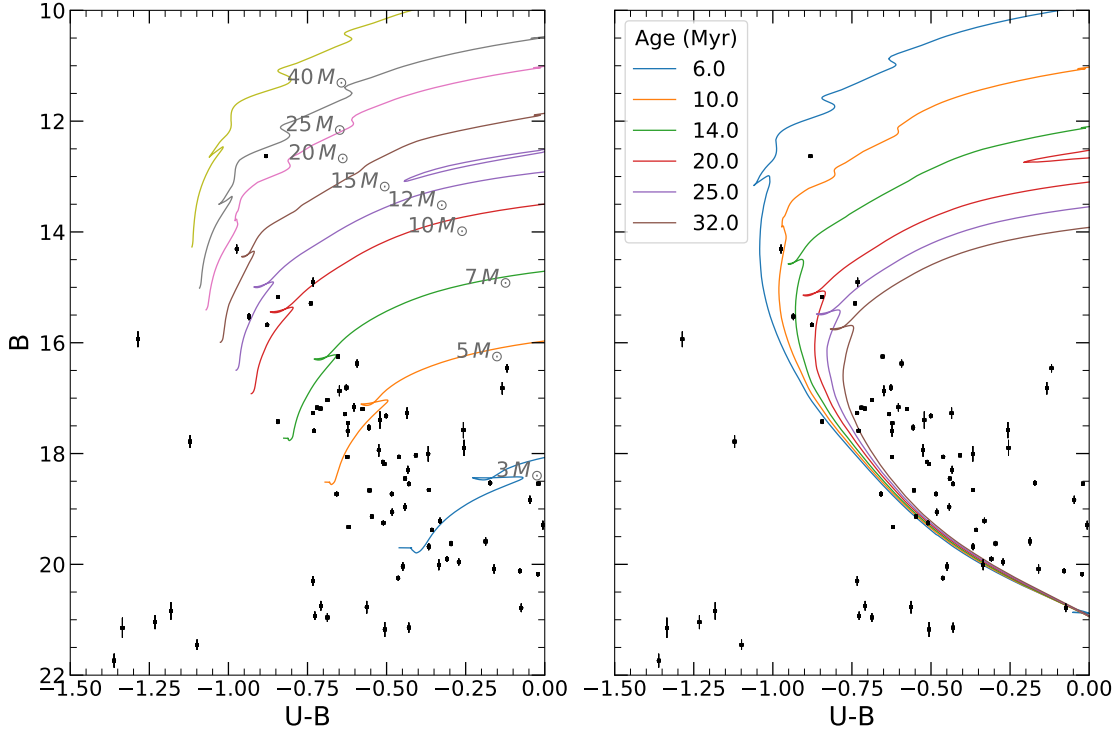 10
12
14
16
18
20
22
B
−1.50 −1.25 −1.00 −0.75 −0.50 −0.25 0.00
U-B
40 M⊙
25 M⊙
20 M⊙
15 M⊙
12 M⊙
10 M⊙
7 M⊙
5 M⊙
3 M⊙
Age (Myr)
6.0
10.0
14.0
20.0
25.0
32.0
−1.50 −1.25 −1.00 −0.75 −0.50 −0.25 0.00
U-B